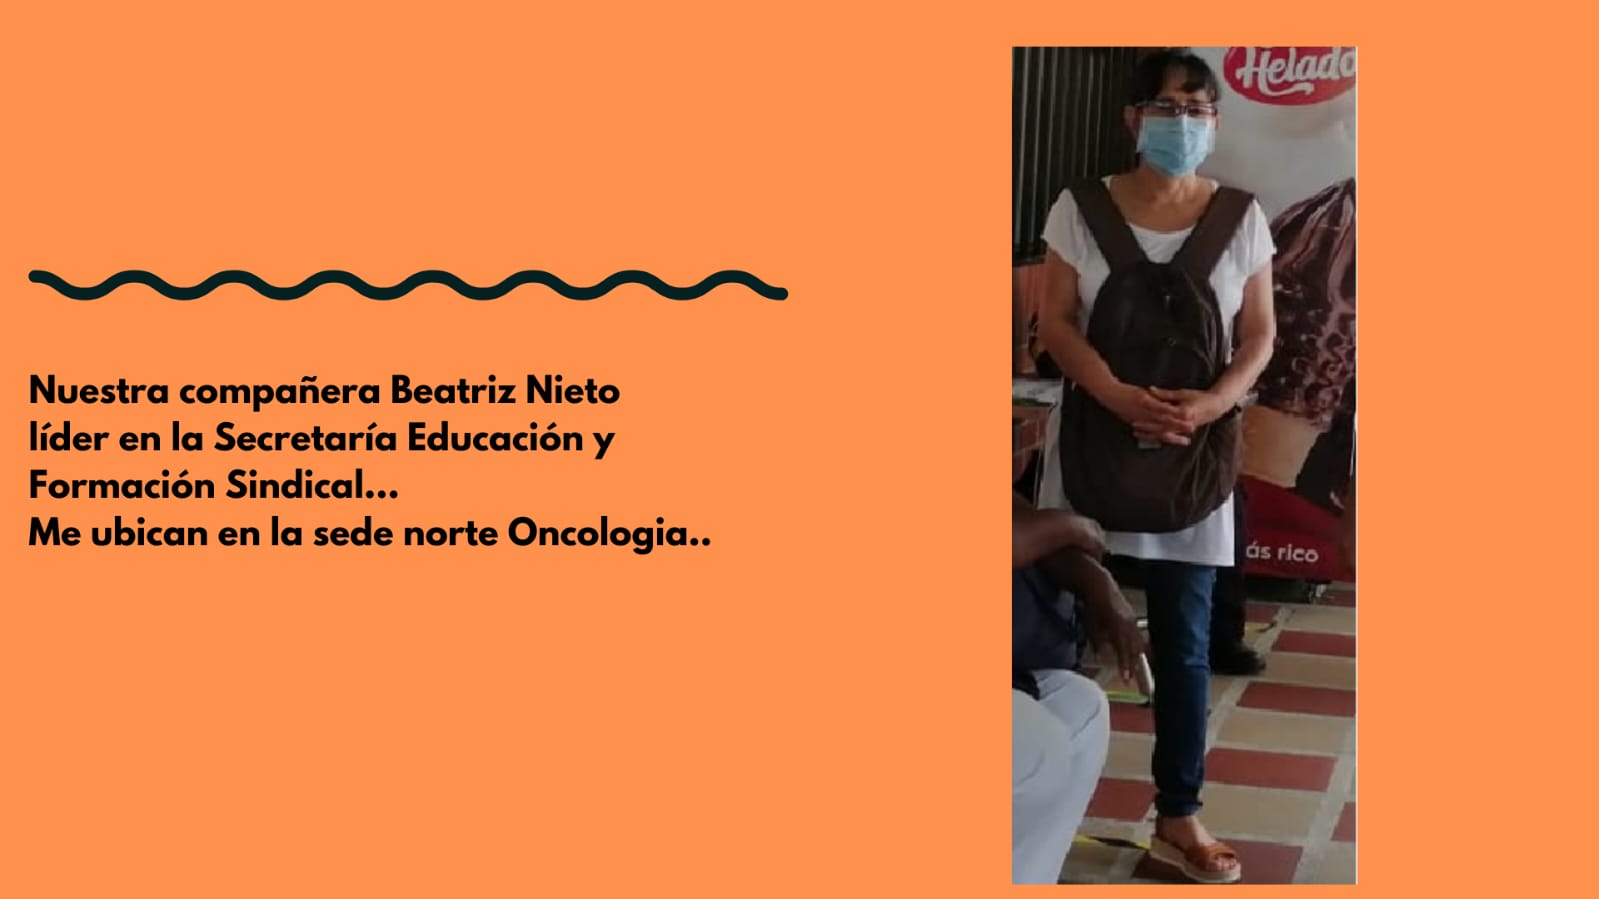 Helado
Nuestra compañera Beatriz Nieto
líder en la Secretaría Educación y
Formación Sindical...
Me ubican en la sede norte Oncologia..
ás rico